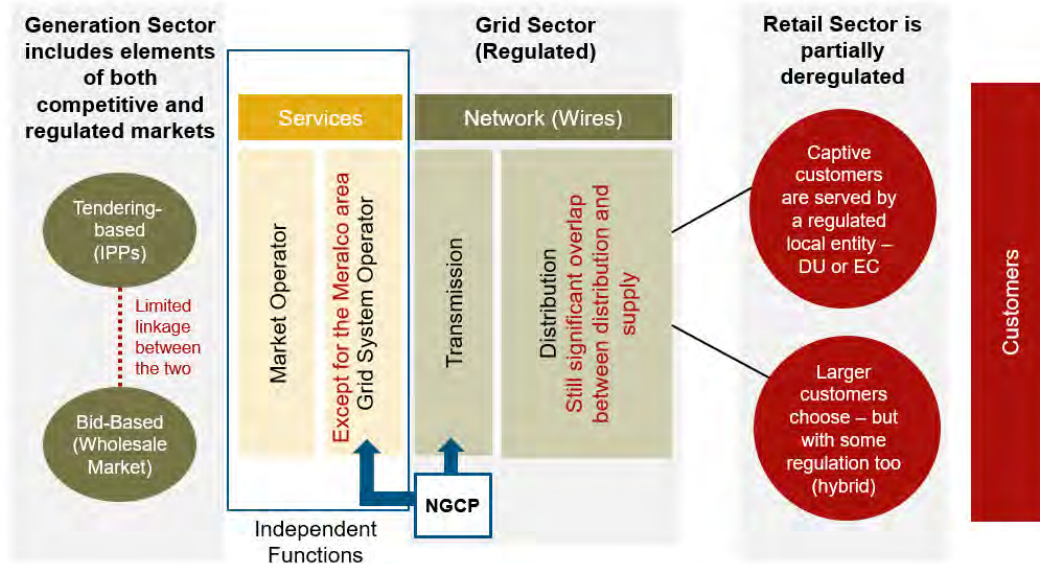 Generation Sector
includes elements
of both
competitive and
regulated markets
Tendering-
based
(IPPs)
Limited
linkage
between
the two
Bid-Based
(Wholesale
Market)
Services
Market Operator
Except for the Meralco area
Grid System Operator
Independent
Functions
Grid Sector
(Regulated)
Network (Wires)
Transmission
Distribution
Still significant overlap
between distribution and
supply
NGCP
Retail Sector is
partially
deregulated
Captive
customers
are served by
a regulated
local entity –
DU or EC
Larger
customers
choose – but
with some
regulation too
(hybrid)
Customers